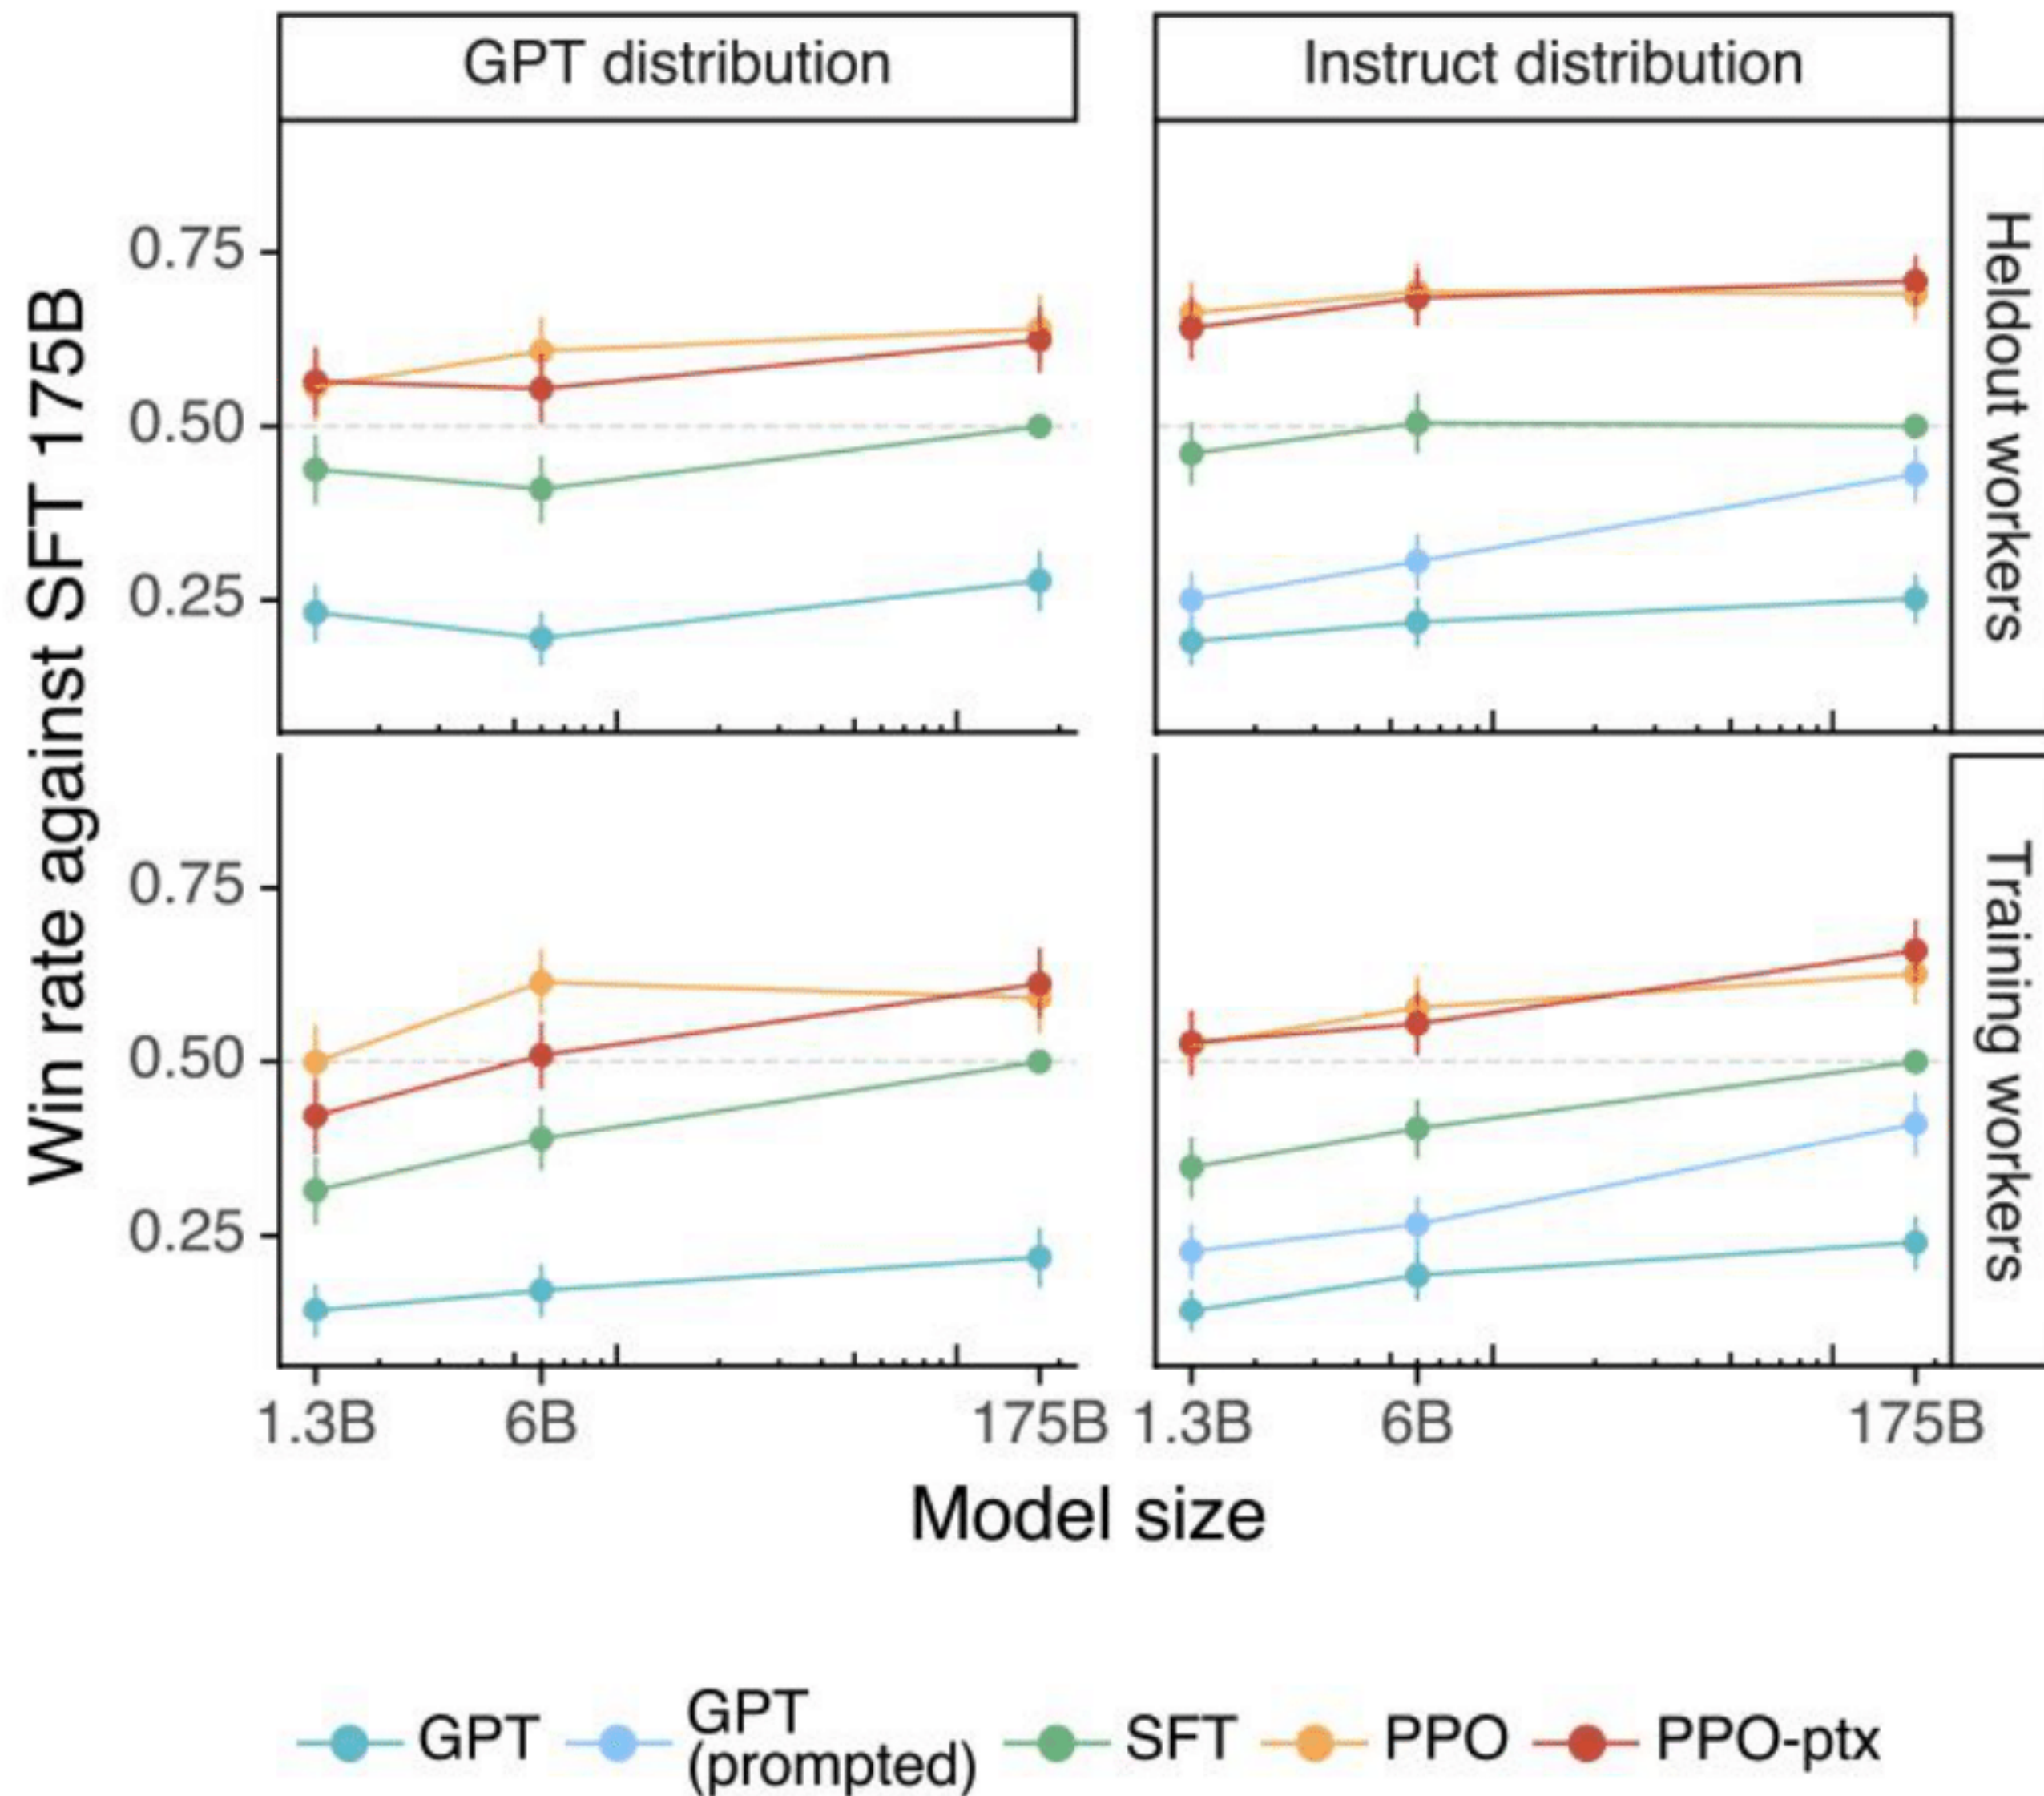 GPT distribution
Instruct distribution
Win rate against SFT 175B
0.75
0.50
0.25
Heldout workers
0.75
0.50
0.25
Training workers
1.3B 6B 175B 1.3B 6B 175B
Model size
GPT
GPT
(prompted)
SFT
PPO
PPO-ptx